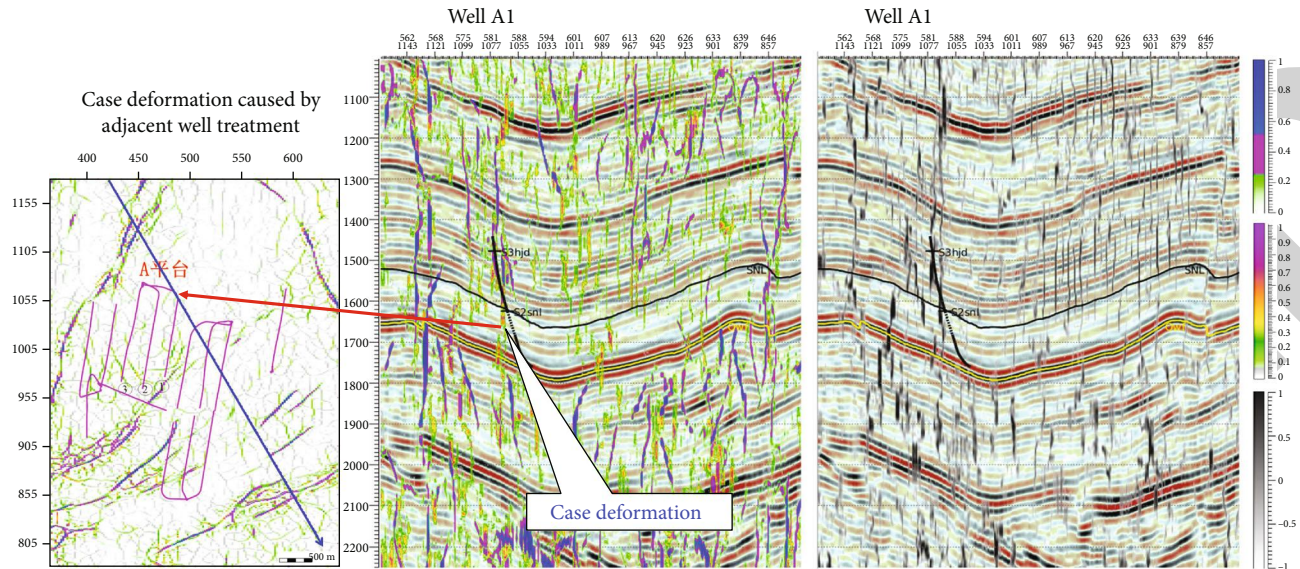 Well A1
Well A1
Case deformation caused by
adjacent well treatment
400 450 500 550 600
1155
1105
1055
1005
955
905
855
805
A平台
3 2 1
500 m
562 568 575 581 588 594 601 607 613 620 626 633 639 646
1143 1121 1099 1077 1055 1033 1011 989 967 945 923 901 879 857
1100
1200
1300
1400
1500
1600
1700
1800
1900
2000
2100
2200
S3hjd
SNL
S2snl
Case deformation
562 568 575 581 588 594 601 607 613 620 626 633 639 646
1143 1121 1099 1077 1055 1033 1011 989 967 945 923 901 879 857
S3hjd
SNL
S2snl
1
0.8
0.6
0.4
0.2
0
1
0.9
0.8
0.7
0.6
0.5
0.4
0.3
0.2
0.1
0
1
0.5
0
−0.5
−1